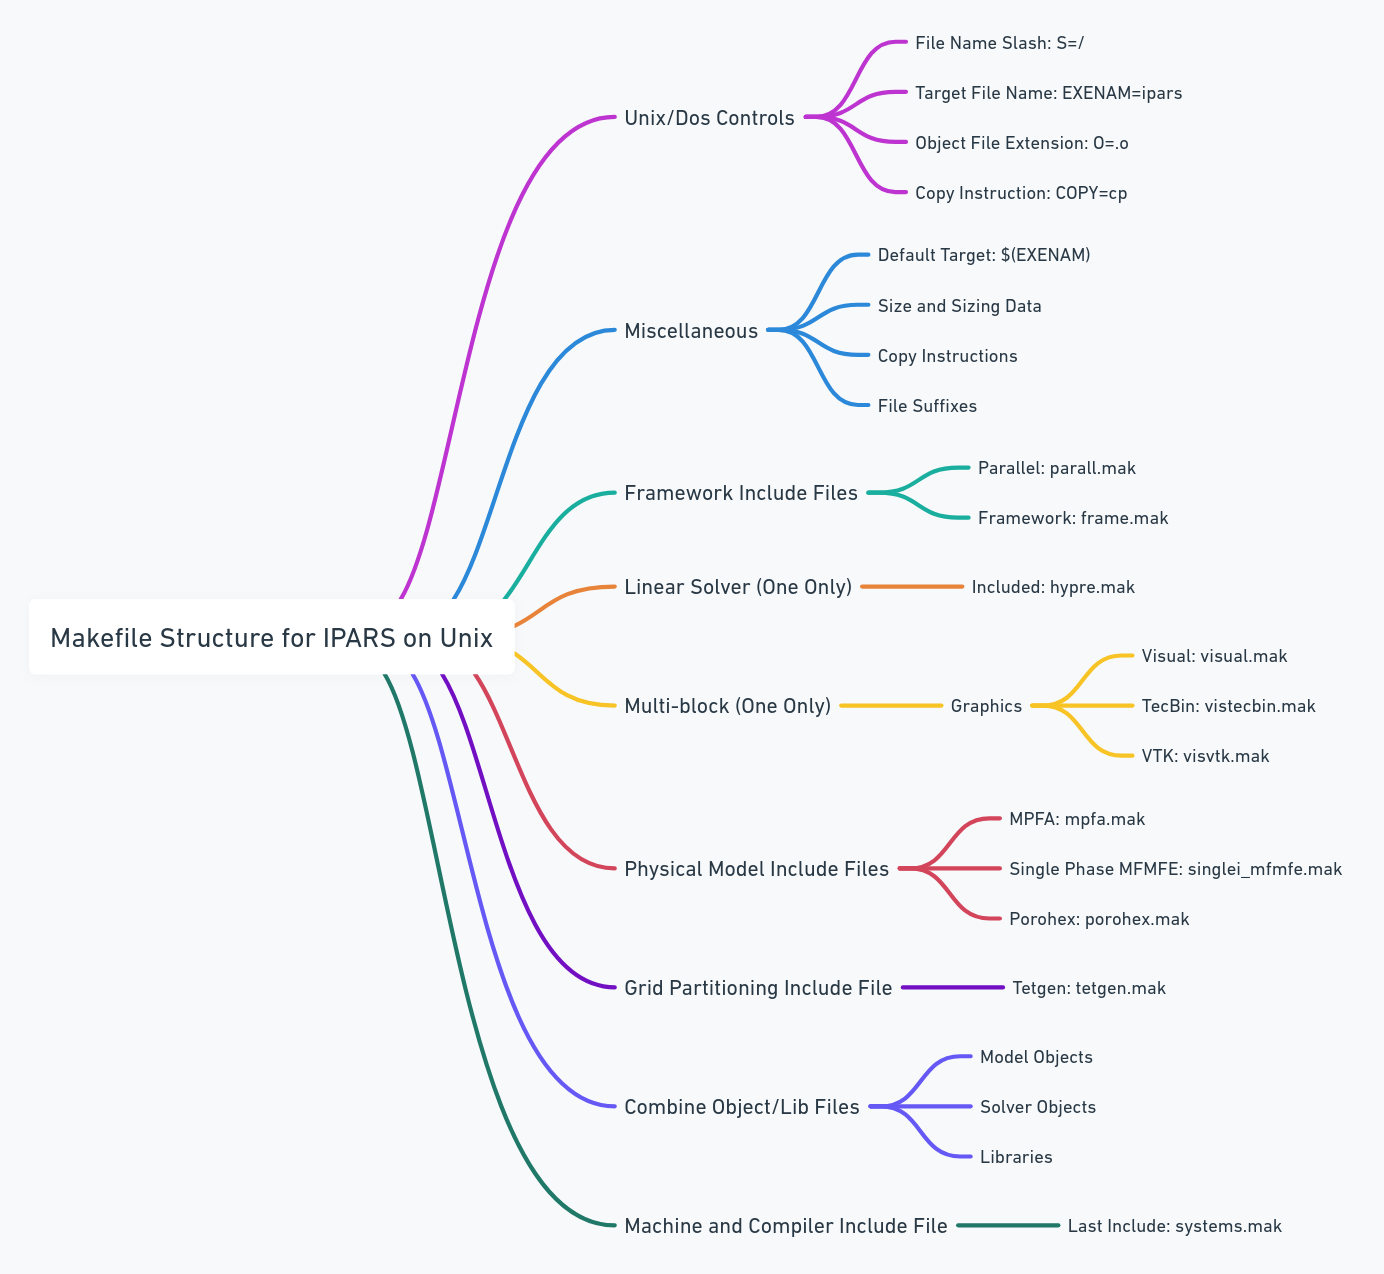 Makefile Structure for IPARS on Unix
Unix/Dos Controls
File Name Slash: S=/
Target File Name: EXENAM=ipars
Object File Extension: O=.o
Copy Instruction: COPY=cp
Miscellaneous
Default Target: $(EXENAM)
Size and Sizing Data
Copy Instructions
File Suffixes
Framework Include Files
Parallel: parall.mak
Framework: frame.mak
Linear Solver (One Only)
Included: hypre.mak
Multi-block (One Only)
Graphics
Visual: visual.mak
TecBin: vistecbin.mak
VTK: visvtk.mak
Physical Model Include Files
MPFA: mpfa.mak
Single Phase MFMFE: singlei_mfmfe.mak
Porohex: porohex.mak
Grid Partitioning Include File
Tetgen: tetgen.mak
Combine Object/Lib Files
Model Objects
Solver Objects
Libraries
Machine and Compiler Include File
Last Include: systems.mak